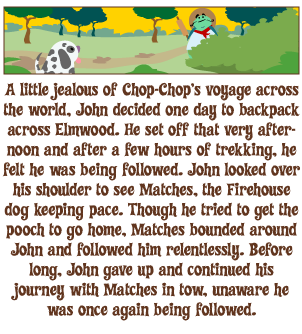 A little jealous of Chop-Chop's voyage across
the world, John decided one day to backpack
across Elmwood. He set off that very after-
noon and after a few hours of trekking, he
felt he was being followed. John looked over
his shoulder to see Matches, the Firehouse
dog keeping pace. Though he tried to get the
pooch to go home, Matches bounded around
John and followed him relentlessly. Before
long, John gave up and continued his
journey with Matches in tow, unaware he
was once again being followed.